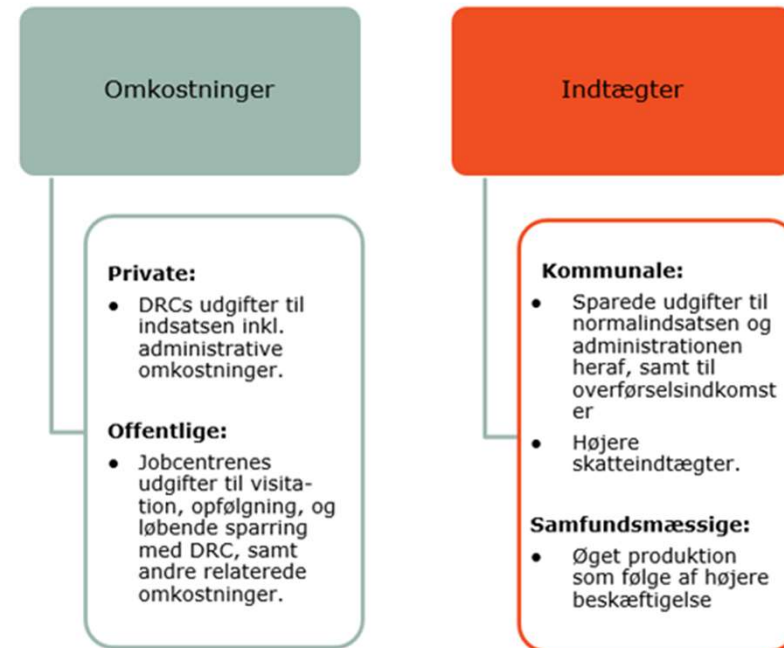 Omkostninger
Private:
• DRCs udgifter til
indsatsen inkl.
administrative
omkostninger.
Offentlige:
• Jobcentrenes
udgifter til visita-
tion, opfølgning, og
løbende sparring
med DRC, samt
andre relaterede
omkostninger.
Indtægter
Kommunale:
• Sparede udgifter til
normalindsatsen og
administrationen
heraf, samt til
overførselsindkomst
er
• Højere
skatteindtægter.
Samfundsmæssige:
• Øget produktion
som følge af højere
beskæftigelse